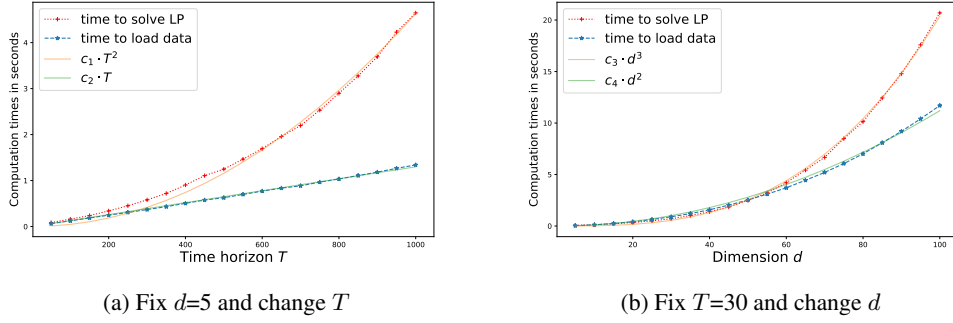 time to solve LP
time to load data
c₁ · T²
c₂ · T
Computation times in seconds
4
3
2
1
0
200
400
600
800
1000
Time horizon T
(a) Fix d=5 and change T
time to solve LP
time to load data
c₃ · d³
c₄ · d²
Computation times in seconds
20
15
10
5
0
20
40
60
80
100
Dimension d
(b) Fix T=30 and change d